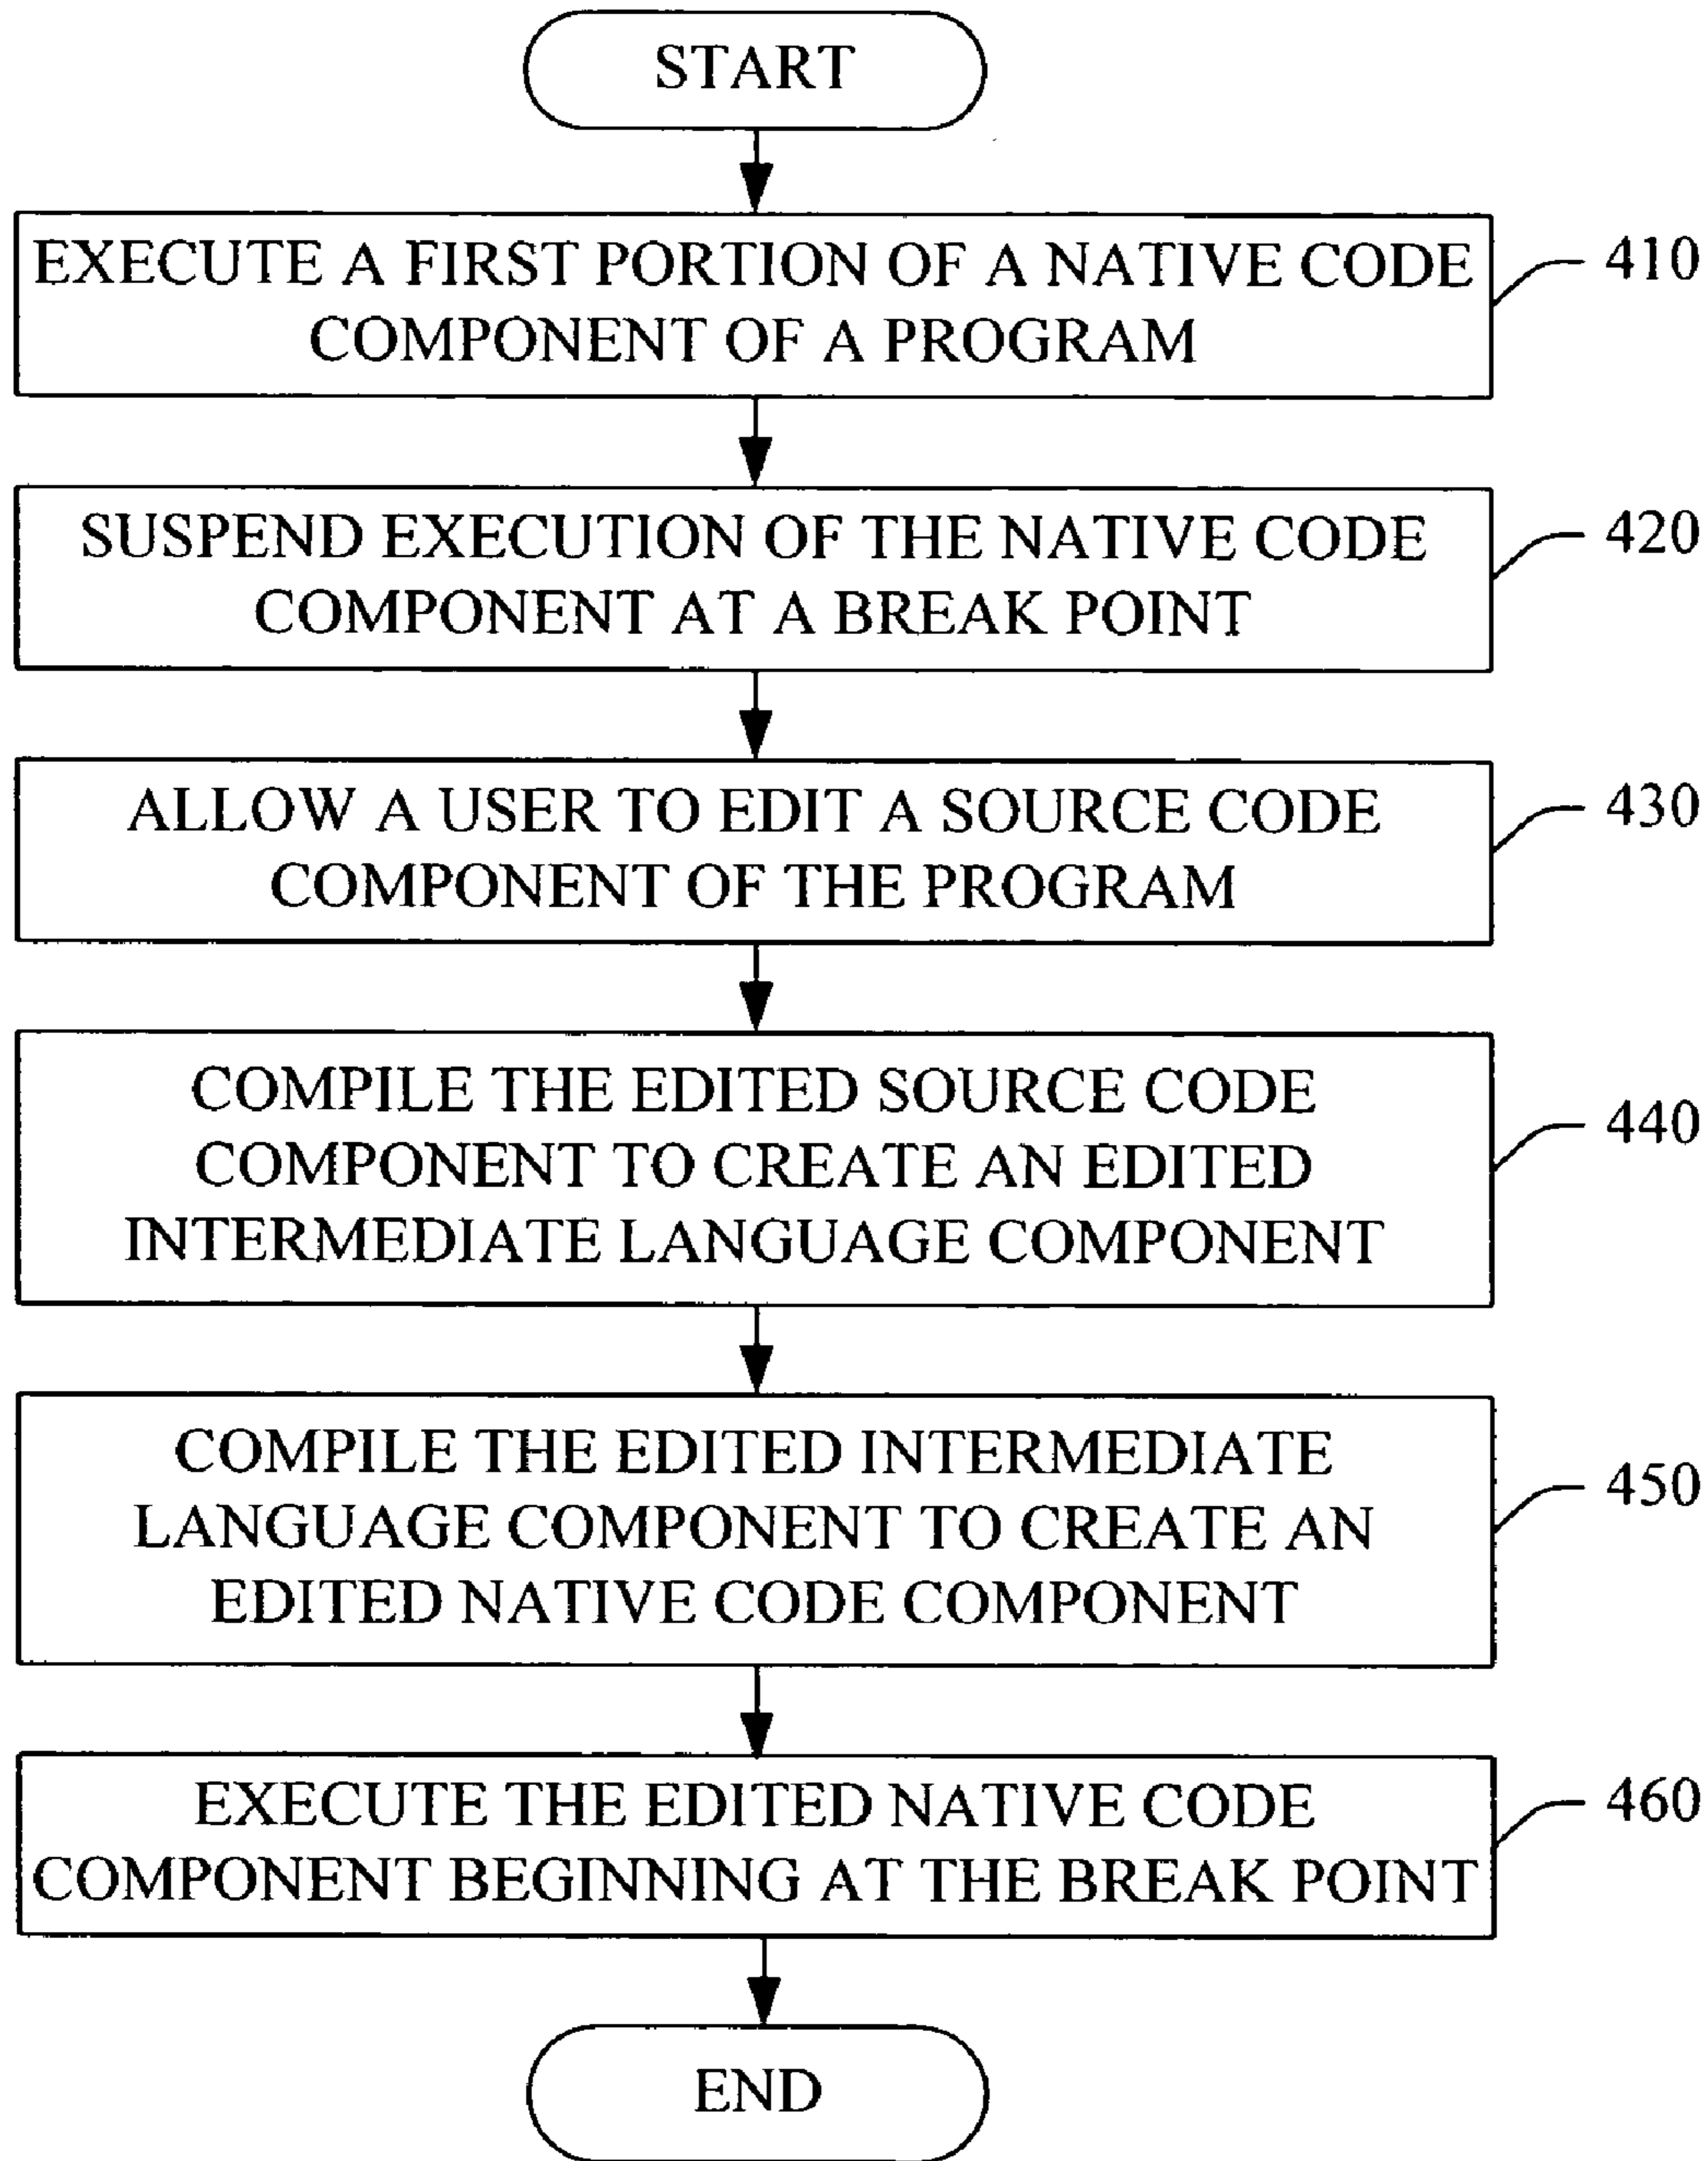 START
EXECUTE A FIRST PORTION OF A NATIVE CODE
COMPONENT OF A PROGRAM
410
SUSPEND EXECUTION OF THE NATIVE CODE
COMPONENT AT A BREAK POINT
420
ALLOW A USER TO EDIT A SOURCE CODE
COMPONENT OF THE PROGRAM
430
COMPILE THE EDITED SOURCE CODE
COMPONENT TO CREATE AN EDITED
INTERMEDIATE LANGUAGE COMPONENT
440
COMPILE THE EDITED INTERMEDIATE
LANGUAGE COMPONENT TO CREATE AN
EDITED NATIVE CODE COMPONENT
450
EXECUTE THE EDITED NATIVE CODE
COMPONENT BEGINNING AT THE BREAK POINT
460
END